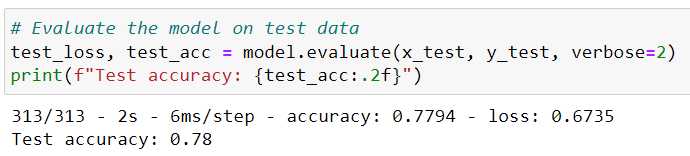 # Evaluate the model on test data
test_loss, test_acc = model.evaluate(x_test, y_test, verbose=2)
print(f"Test accuracy: {test_acc:.2f}")
313/313 - 2s - 6ms/step - accuracy: 0.7794 - loss: 0.6735
Test accuracy: 0.78